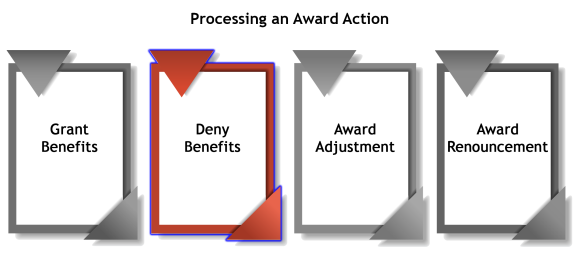 Processing an Award Action
Grant
Benefits
Deny
Benefits
Award
Adjustment
Award
Renouncement